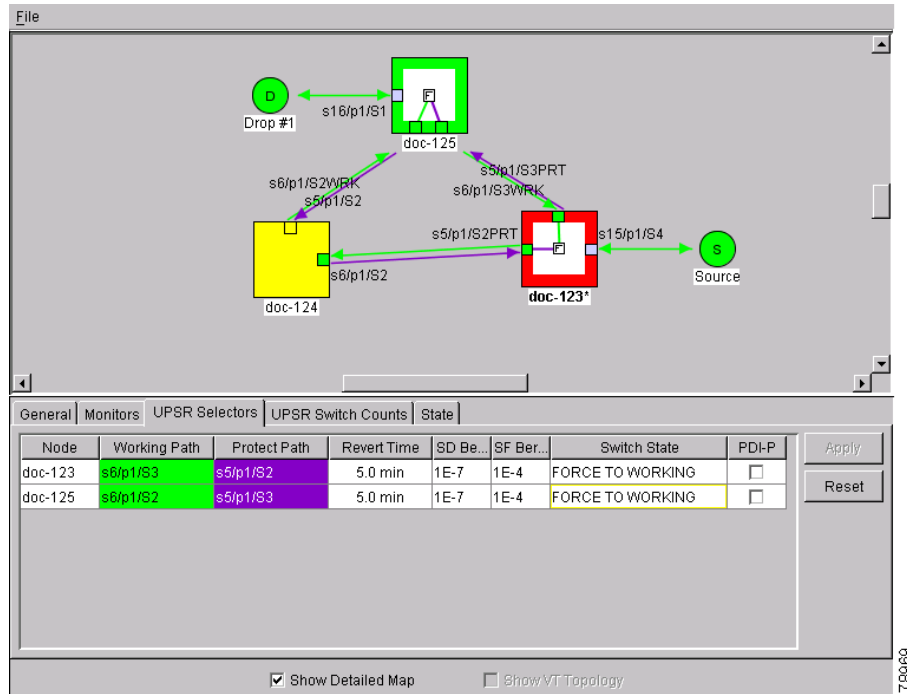 File
D
Drop #1
s16/p1/S1
F
doc-125
s6/p1/S2WRK
s5/p1/S2
s5/p1/S3PRT
s6/p1/S3WRK
s5/p1/S2PRT
F
s15/p1/S4
S
Source
s6/p1/S2
doc-124
doc-123*
General Monitors UPSR Selectors UPSR Switch Counts State
Node Working Path Protect Path Revert Time SD Be... SF Ber... Switch State PDI-P
doc-123 s6/p1/S3 s5/p1/S2 5.0 min 1E-7 1E-4 FORCE TO WORKING
doc-125 s6/p1/S2 s5/p1/S3 5.0 min 1E-7 1E-4 FORCE TO WORKING
Apply
Reset
Show Detailed Map Show VT Topology
78969